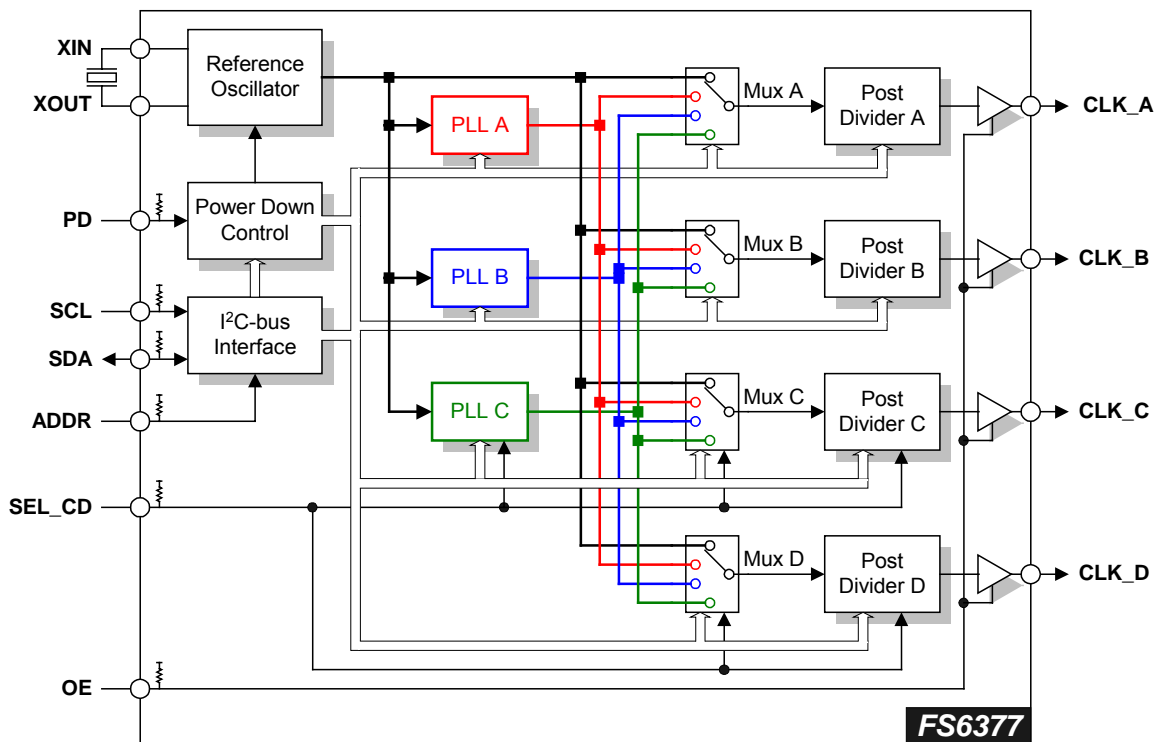 XIN
XOUT
Reference
Oscillator
PLL A
Mux A
Post
Divider A
CLK_A
PD
Power Down
Control
PLL B
Mux B
Post
Divider B
CLK_B
SCL
SDA
I²C-bus
Interface
ADDR
PLL C
Mux C
Post
Divider C
CLK_C
SEL_CD
Mux D
Post
Divider D
CLK_D
OE
FS6377